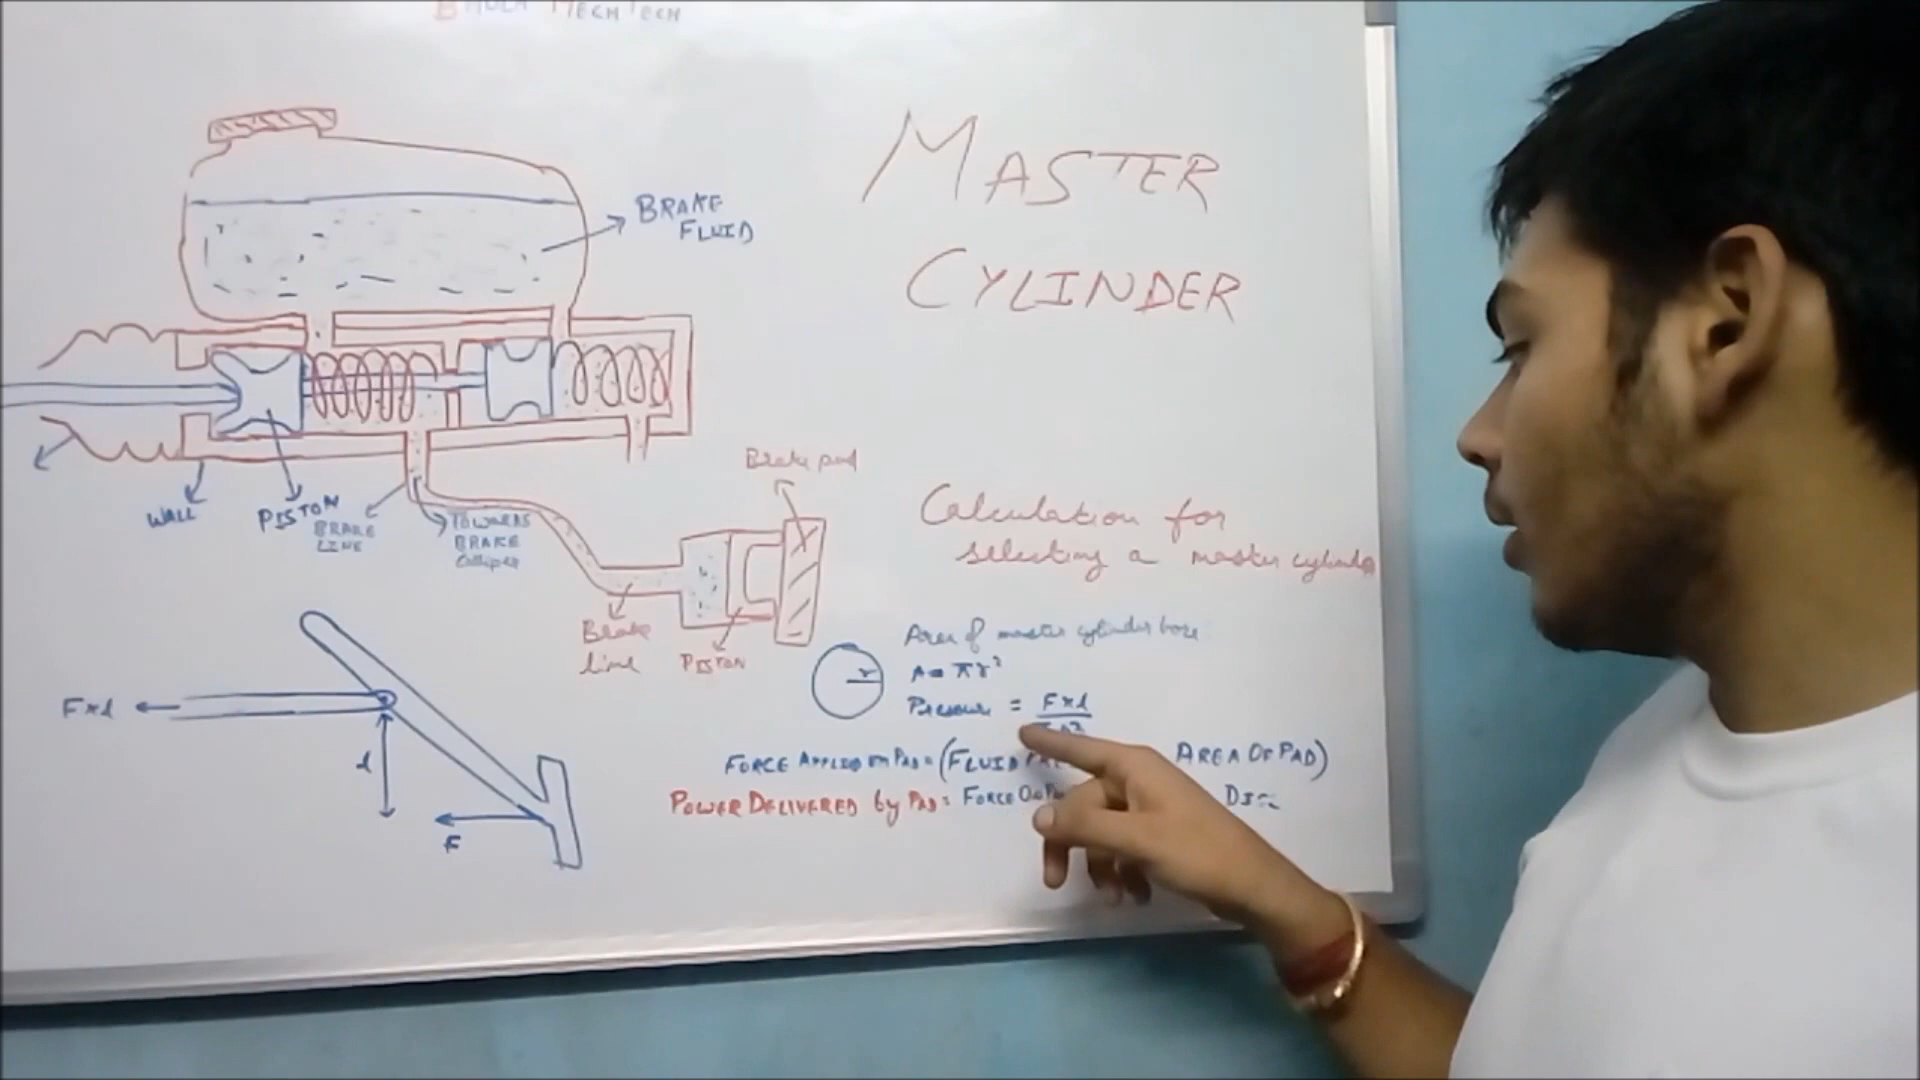 MECHTECH
MASTER
CYLINDER
BRAKE
FLUID
WALL
PISTON
BRAKE
LINE
TOWARDS
BRAKE
Brake pad
Brake
line
PISTON
Calculation for
selecting a master cylinder
Area of master cylinder bore
r
A = πr²
Pressure = F×l
FORCE APPLIED ON PAD = (FLUID AREA OF PAD)
POWER DELIVERED by PAD = FORCE ON
F×l
l
F